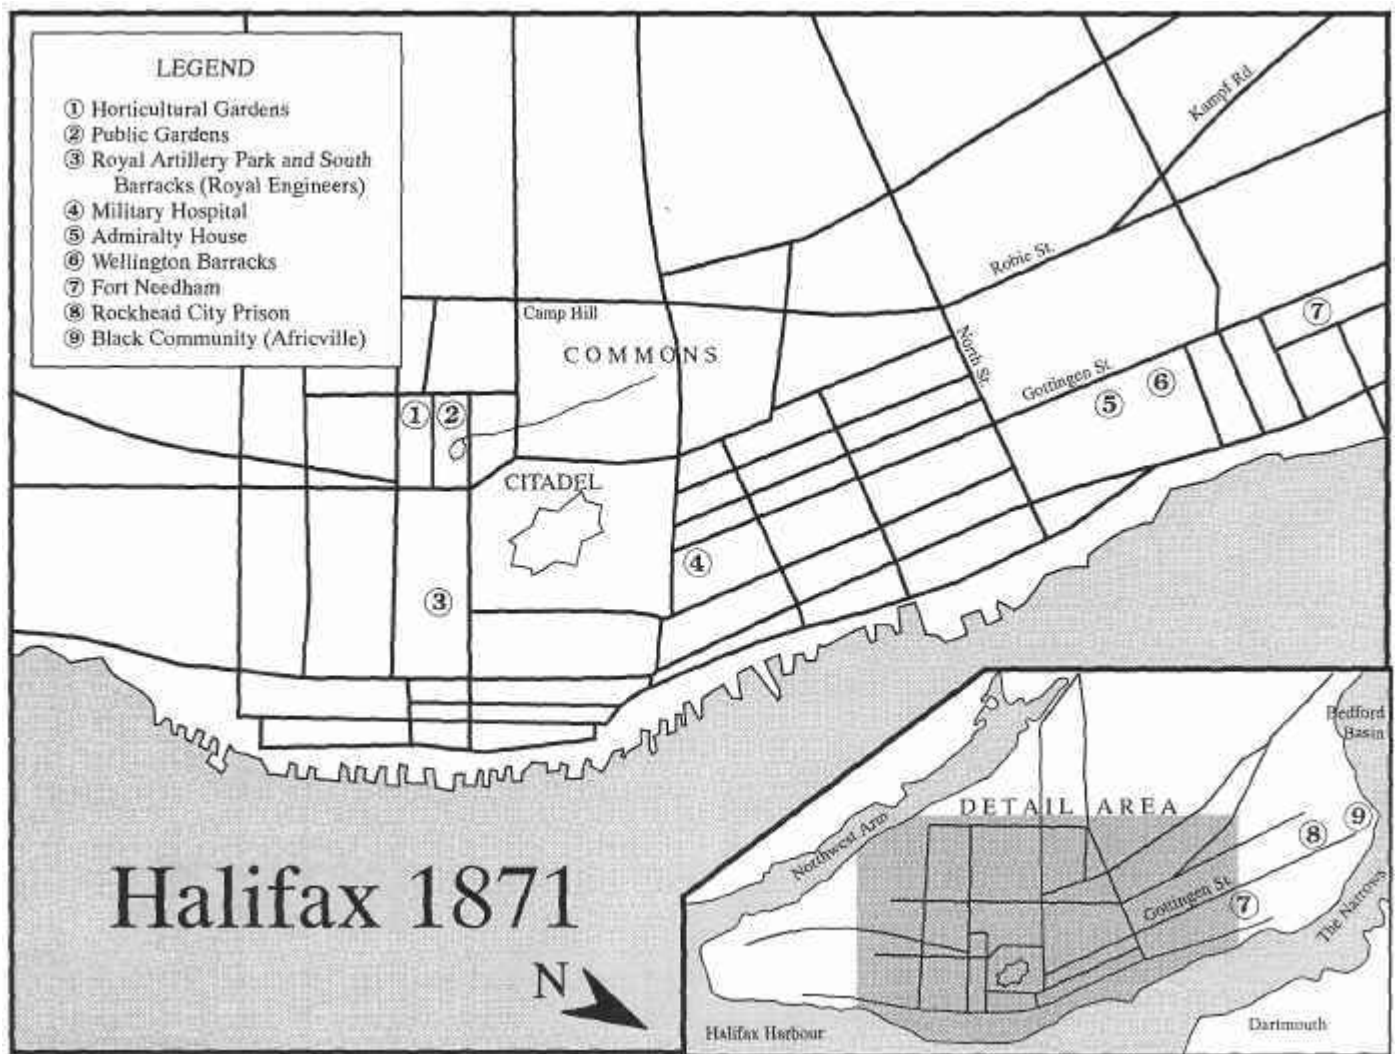 LEGEND
① Horticultural Gardens
② Public Gardens
③ Royal Artillery Park and South
Barracks (Royal Engineers)
④ Military Hospital
⑤ Admiralty House
⑥ Wellington Barracks
⑦ Fort Needham
⑧ Rockhead City Prison
⑨ Black Community (Africville)
Kampf Rd.
Robie St.
Camp Hill
COMMONS
North St.
Gottingen St.
⑦
⑥
⑤
①
②
CITADEL
④
③
Halifax 1871
N
Bedford
Basin
DETAIL AREA
Northwest Arm
⑨
⑧
Gottingen St.
⑦
The Narrows
Halifax Harbour
Dartmouth